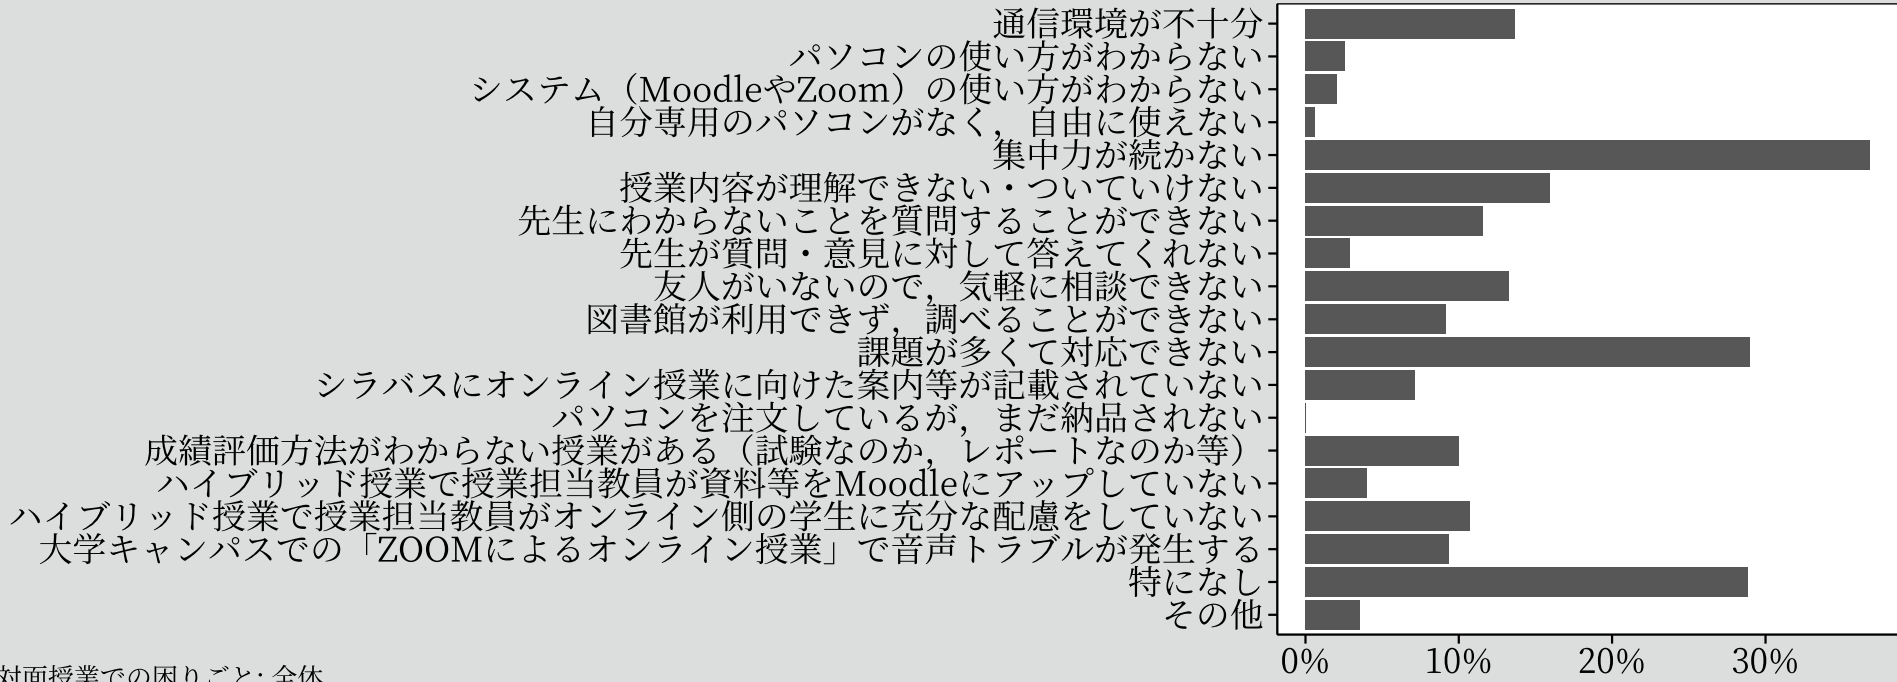 通信環境が不十分
パソコンの使い方がわからない
システム（MoodleやZoom）の使い方がわからない
自分専用のパソコンがなく，自由に使えない
集中力が続かない
授業内容が理解できない・ついていけない
先生にわからないことを質問することができない
先生が質問・意見に対して答えてくれない
友人がいないので，気軽に相談できない
図書館が利用できず，調べることができない
課題が多くて対応できない
シラバスにオンライン授業に向けた案内等が記載されていない
パソコンを注文しているが，まだ納品されない
成績評価方法がわからない授業がある（試験なのか，レポートなのか等）
ハイブリッド授業で授業担当教員が資料等をMoodleにアップしていない
ハイブリッド授業で授業担当教員がオンライン側の学生に充分な配慮をしていない
大学キャンパスでの「ZOOMによるオンライン授業」で音声トラブルが発生する
特になし
その他
0% 10% 20% 30%
対面授業での困りごと: 全体